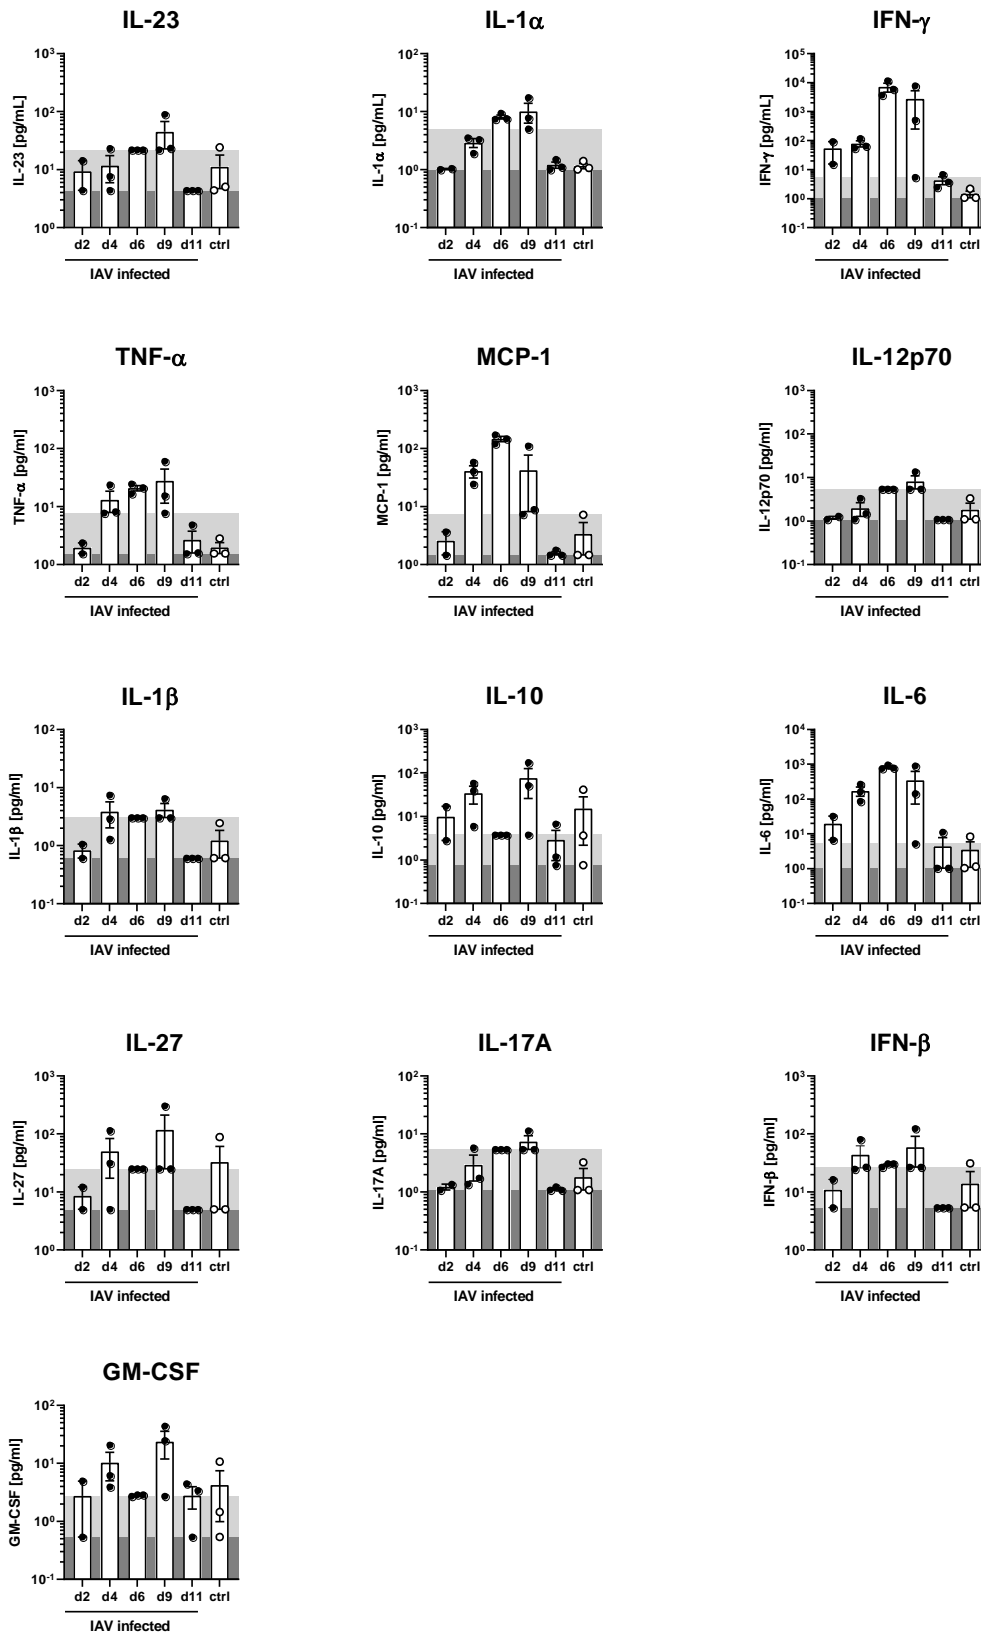 IL-23
IL-23 [pg/mL]
10³
10²
10¹
10⁰
d2 d4 d6 d9 d11 ctrl
IAV infected
IL-1α
IL-1α [pg/mL]
10²
10¹
10⁰
10⁻¹
d2 d4 d6 d9 d11 ctrl
IAV infected
IFN-γ
IFN-γ [pg/mL]
10⁵
10⁴
10³
10²
10¹
10⁰
10⁻¹
d2 d4 d6 d9 d11 ctrl
IAV infected
TNF-α
TNF-α [pg/ml]
10³
10²
10¹
10⁰
d2 d4 d6 d9 d11 ctrl
IAV infected
MCP-1
MCP-1 [pg/ml]
10³
10²
10¹
10⁰
d2 d4 d6 d9 d11 ctrl
IAV infected
IL-12p70
IL-12p70 [pg/ml]
10³
10²
10¹
10⁰
10⁻¹
d2 d4 d6 d9 d11 ctrl
IAV infected
IL-1β
IL-1β [pg/ml]
10²
10¹
10⁰
10⁻¹
d2 d4 d6 d9 d11 ctrl
IAV infected
IL-10
IL-10 [pg/ml]
10³
10²
10¹
10⁰
10⁻¹
d2 d4 d6 d9 d11 ctrl
IAV infected
IL-6
IL-6 [pg/ml]
10⁴
10³
10²
10¹
10⁰
10⁻¹
d2 d4 d6 d9 d11 ctrl
IAV infected
IL-27
IL-27 [pg/ml]
10³
10²
10¹
10⁰
d2 d4 d6 d9 d11 ctrl
IAV infected
IL-17A
IL-17A [pg/ml]
10²
10¹
10⁰
10⁻¹
d2 d4 d6 d9 d11 ctrl
IAV infected
IFN-β
IFN-β [pg/ml]
10³
10²
10¹
10⁰
d2 d4 d6 d9 d11 ctrl
IAV infected
GM-CSF
GM-CSF [pg/ml]
10²
10¹
10⁰
10⁻¹
d2 d4 d6 d9 d11 ctrl
IAV infected